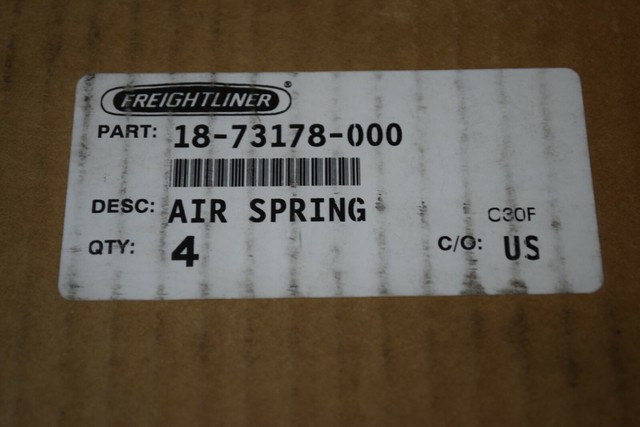 FREIGHTLINER®
PART: 18-73178-000
DESC: AIR SPRING C30F
QTY: 4 C/O: US